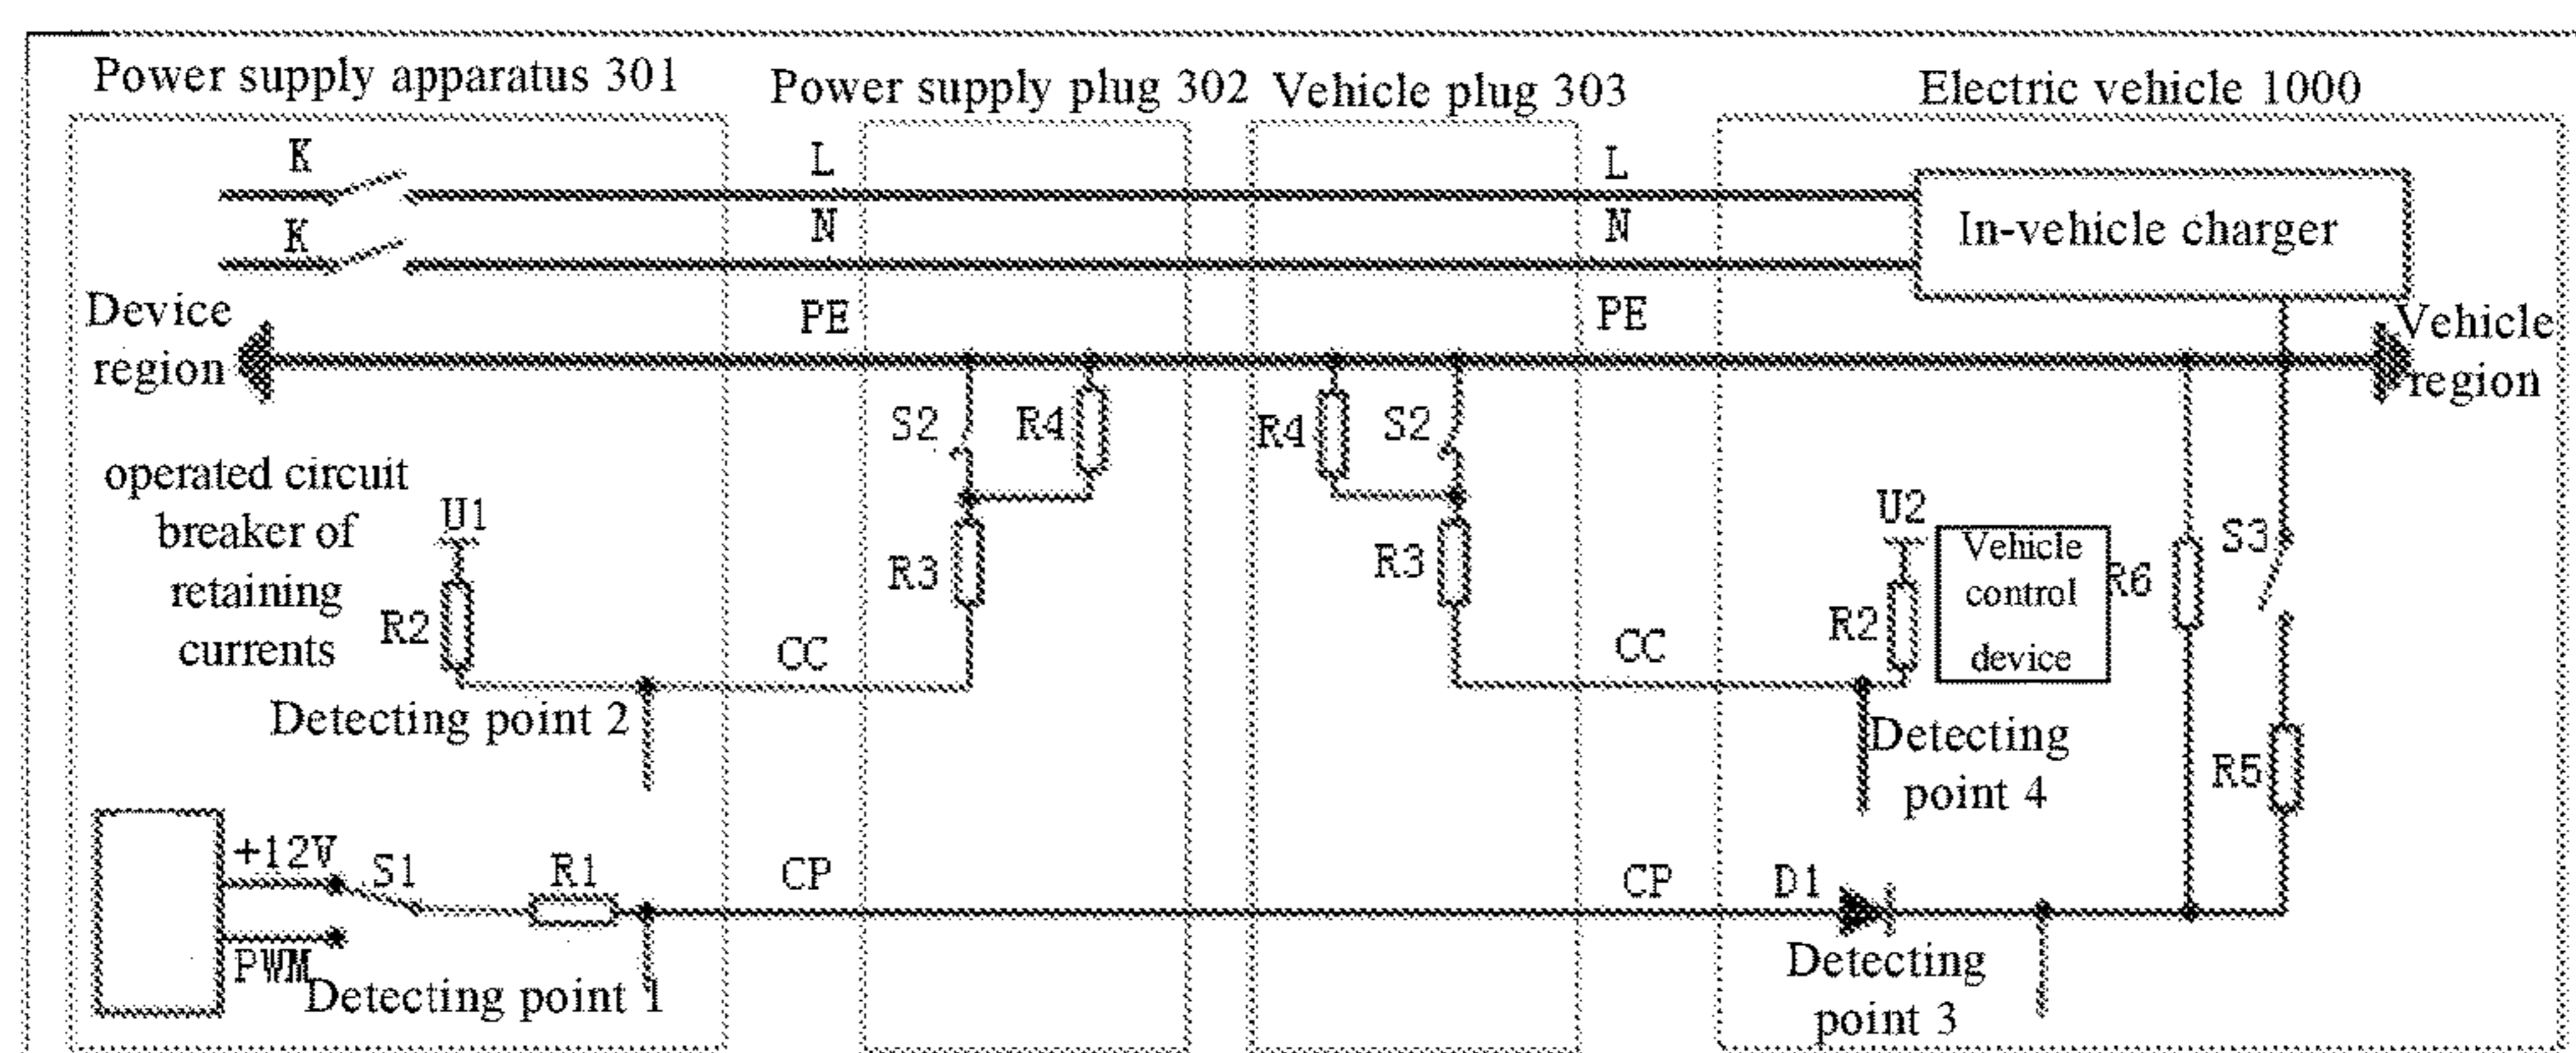 Power supply apparatus 301
Power supply plug 302
Vehicle plug 303
Electric vehicle 1000
K
L
L
K
N
N
In-vehicle charger
Device
region
PE
PE
Vehicle
region
S2
R4
R4
S2
operated circuit
breaker of
retaining
currents
U1
R2
R3
R3
U2
R2
Vehicle
control
device
R6
S3
CC
CC
Detecting point 2
Detecting
point 4
R5
+12V
S1
R1
CP
CP
D1
PWM
Detecting point 1
Detecting
point 3